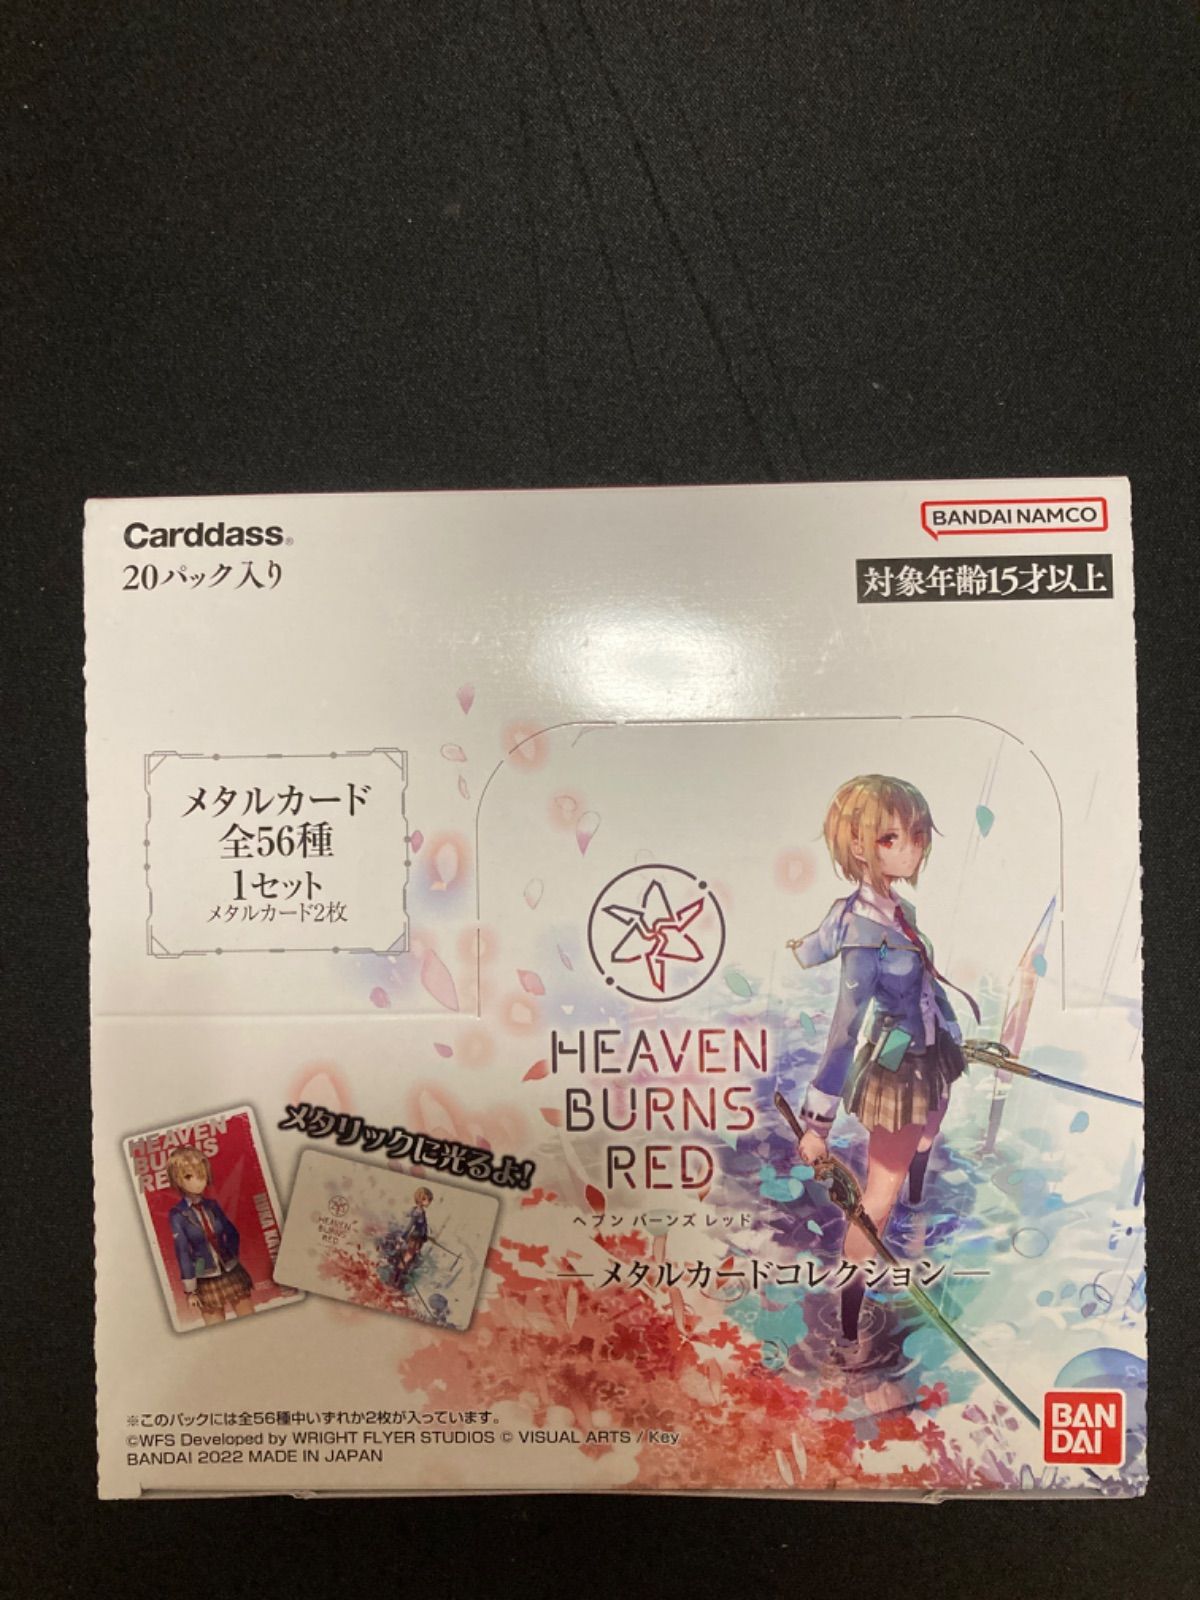 Carddass®
20パック入り
BANDAI NAMCO
対象年齢15才以上
メタルカード
全56種
1セット
メタルカード2枚
HEAVEN
BURNS
RED
ヘブン バーンズ レッド
―メタルカードコレクション―
メタリックに光るよ!
HEAVEN
BURNS
RE
HEAVEN
BURNS
RED
※このパックには全56種中いずれか2枚が入っています。
©WFS Developed by WRIGHT FLYER STUDIOS © VISUAL ARTS / Key
BANDAI 2022 MADE IN JAPAN
BAN
DAI